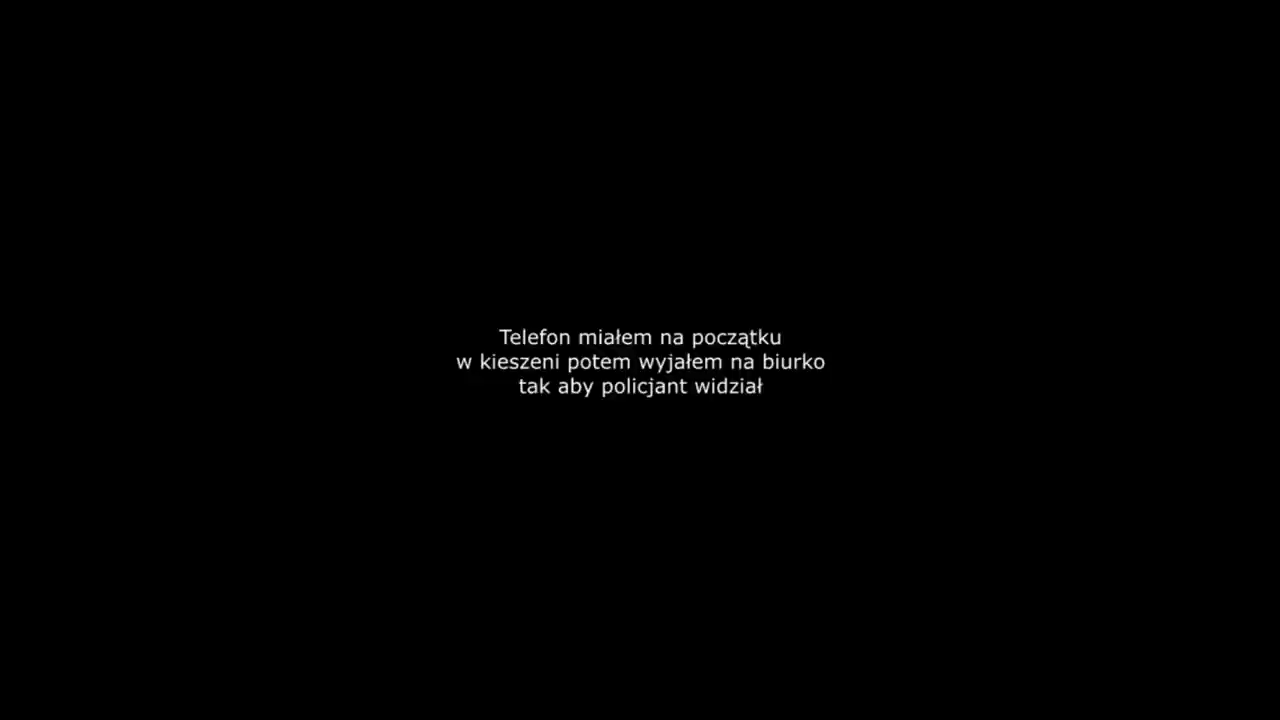 Telefon miałem na początku
w kieszeni potem wyjałem na biurko
tak aby policjant widział